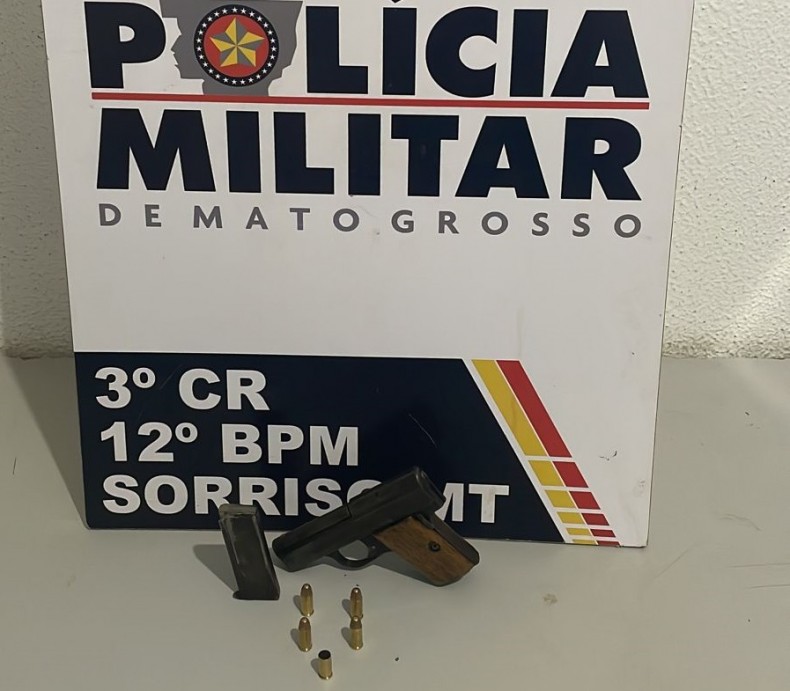 POLÍCIA
MILITAR
DE MATO GROSSO
3º CR
12º BPM
SORRISO MT